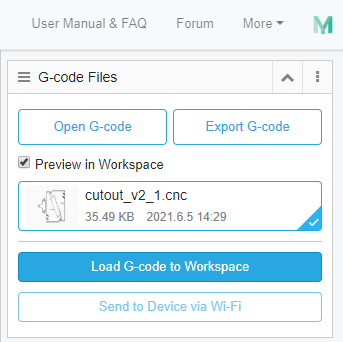 User Manual & FAQ Forum More
G-code Files
Open G-code Export G-code
Preview in Workspace
cutout_v2_1.cnc
35.49 KB 2021.6.5 14:29
Load G-code to Workspace
Send to Device via Wi-Fi